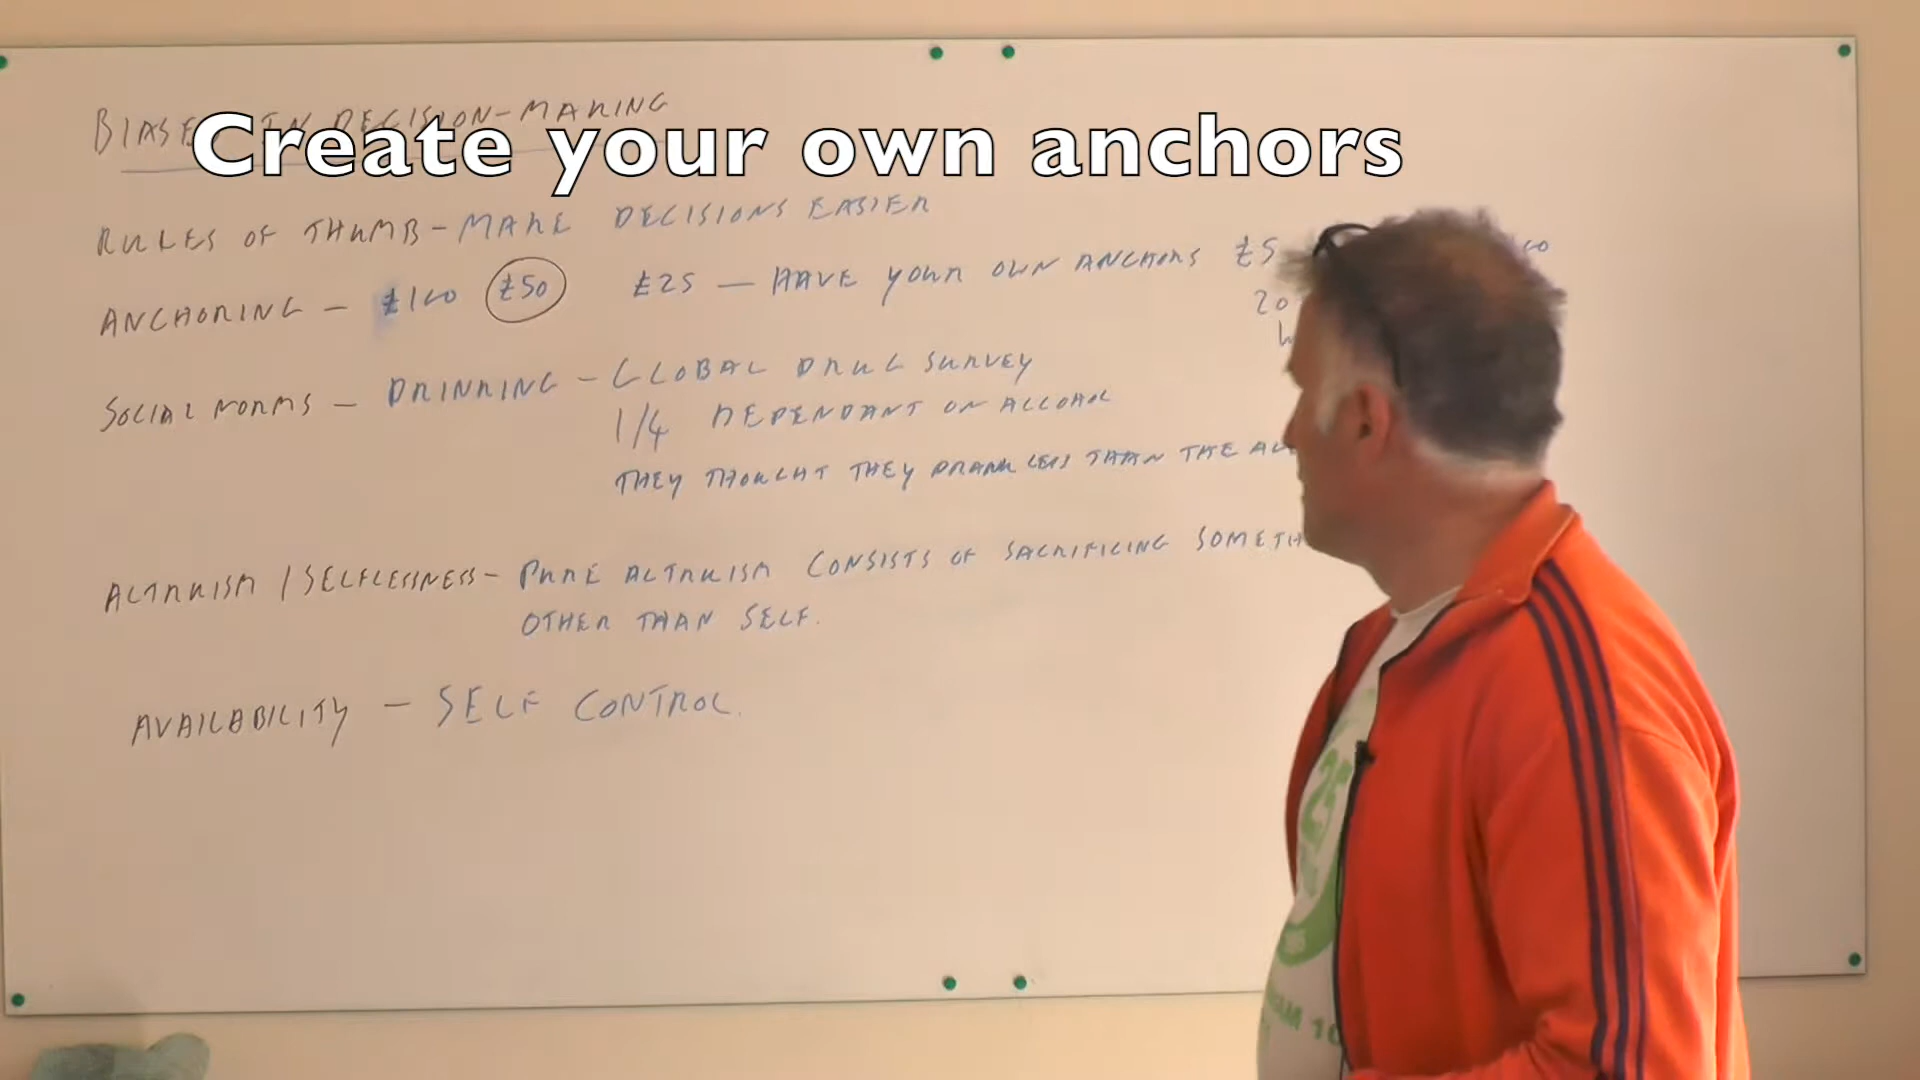 BIASES IN DECISION-MAKING
Create your own anchors
RULES OF THUMB - MAKE DECISIONS EASIER
ANCHORING - £100 £50 £25 - HAVE YOUR OWN ANCHORS £5
20
SOCIAL NORMS - DRINKING - GLOBAL DRUG SURVEY
1/4 DEPENDANT ON ALCOHOL
THEY THOUGHT THEY DRANK LESS THAN THE
ALTRUISM / SELFLESSNESS - PURE ALTRUISM CONSISTS OF SACRIFICING SOMETH
OTHER THAN SELF.
AVAILABILITY - SELF CONTROL.